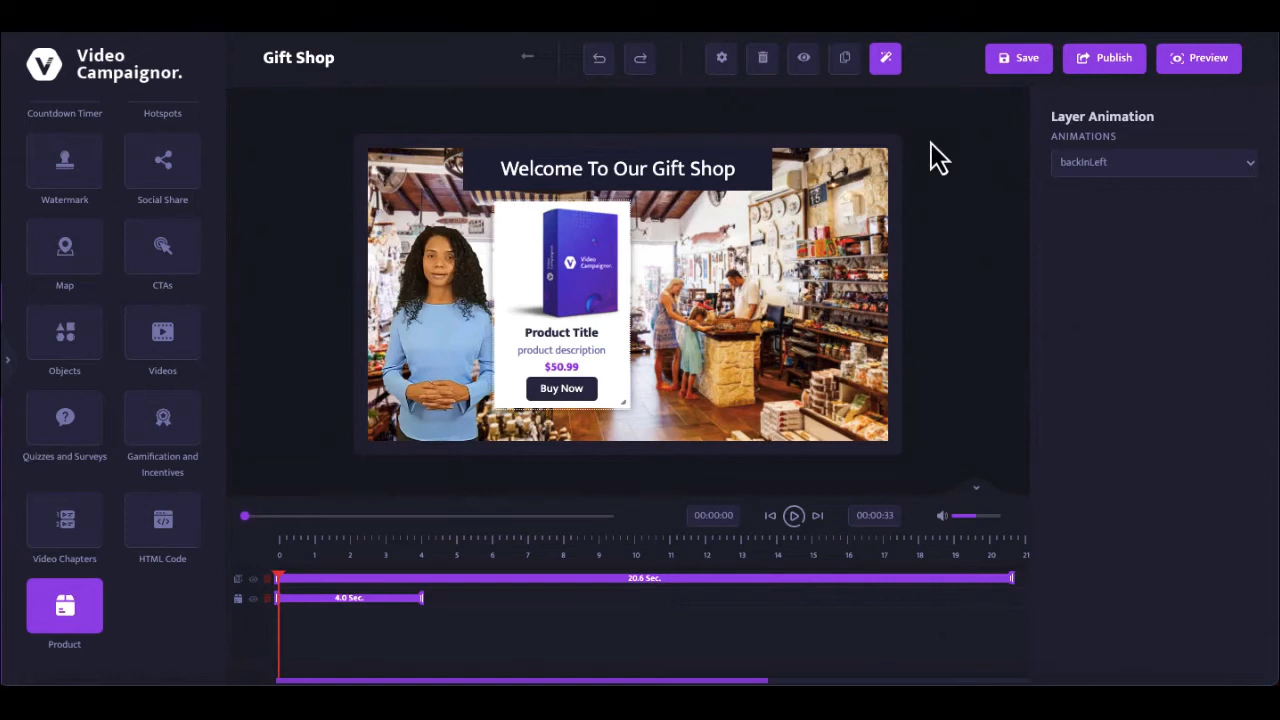 Video
Campaignor.
Gift Shop
Save
Publish
Preview
Countdown Timer
Hotspots
Watermark
Social Share
Map
CTAs
Objects
Videos
Quizzes and Surveys
Gamification and
Incentives
Video Chapters
HTML Code
Product
Welcome To Our Gift Shop
Video
Campaignor.
Product Title
product description
$50.99
Buy Now
Layer Animation
ANIMATIONS
backInLeft
00:00:00
00:00:33
0 1 2 3 4 5 6 7 8 9 10 11 12 13 14 15 16 17 18 19 20 21
20.6 Sec.
4.0 Sec.